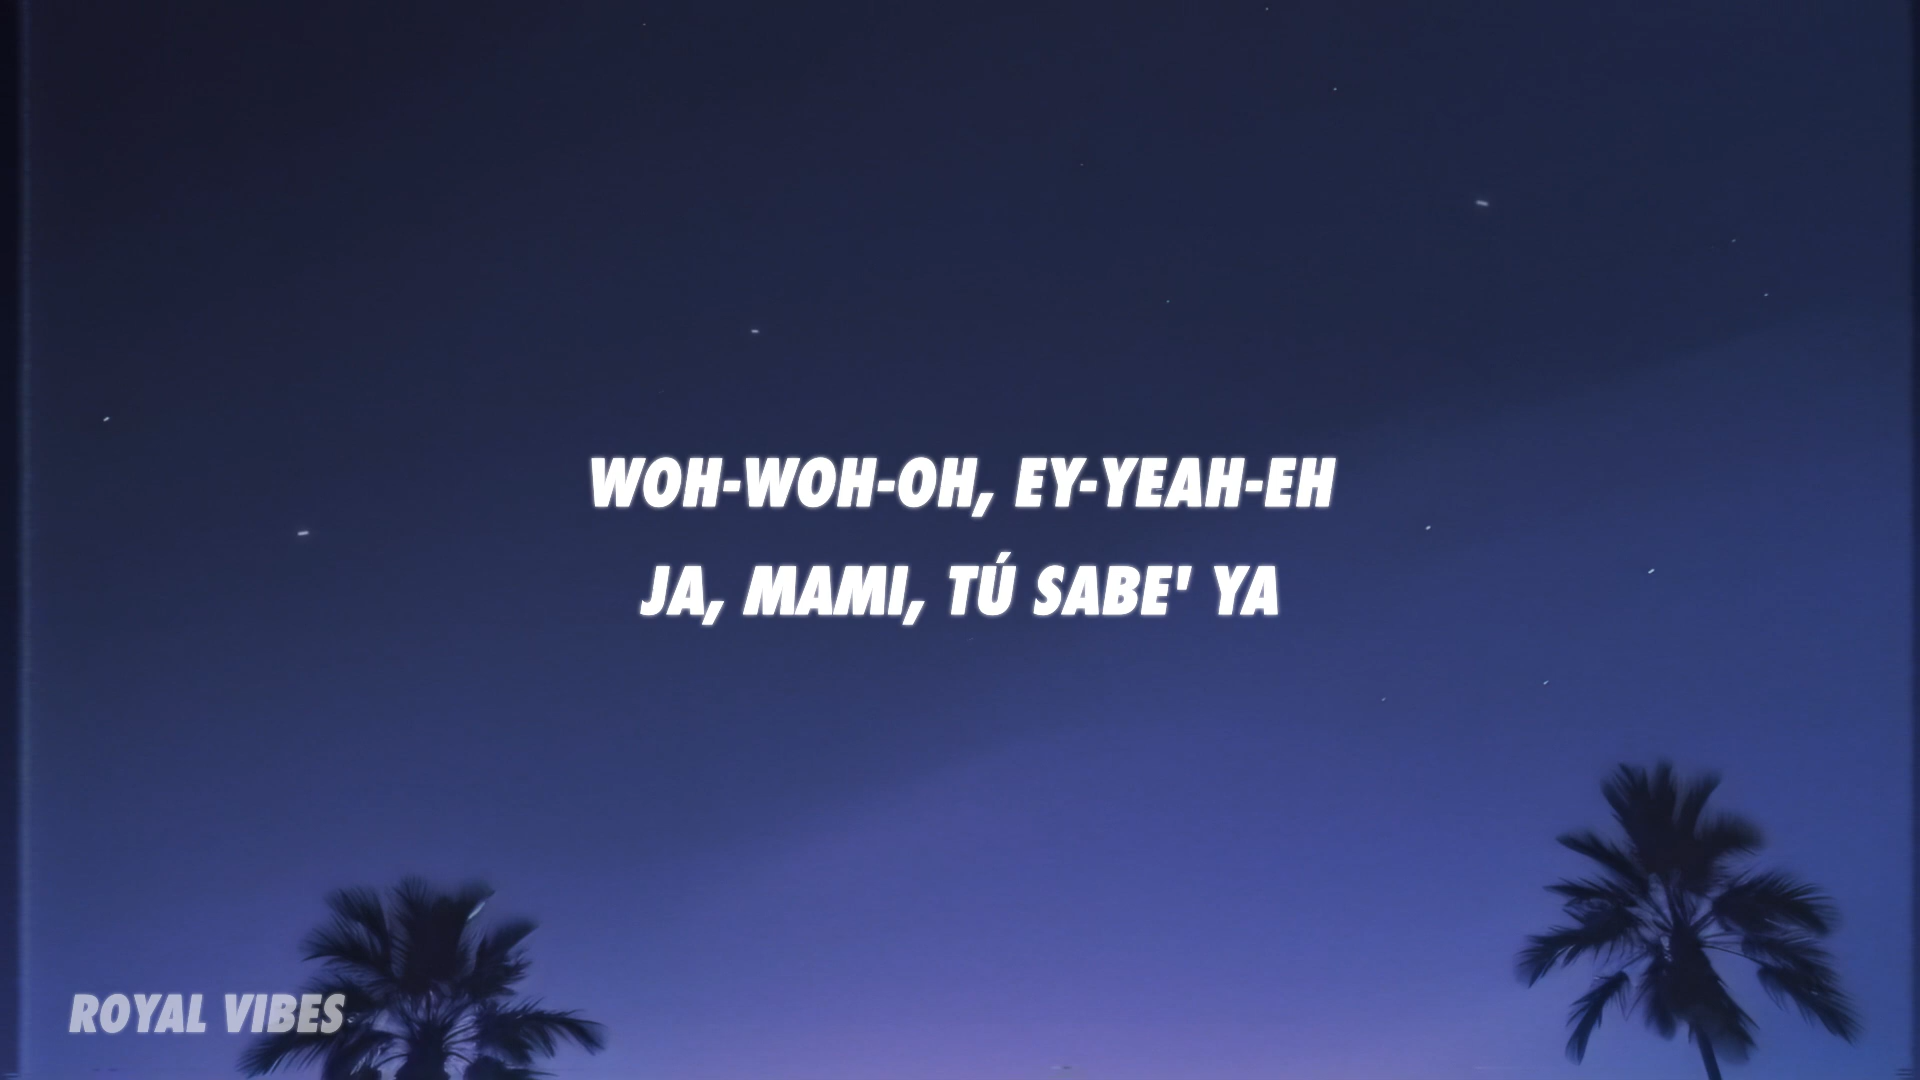 WOH-WOH-OH, EY-YEAH-EH
JA, MAMI, TÚ SABE' YA
ROYAL VIBES